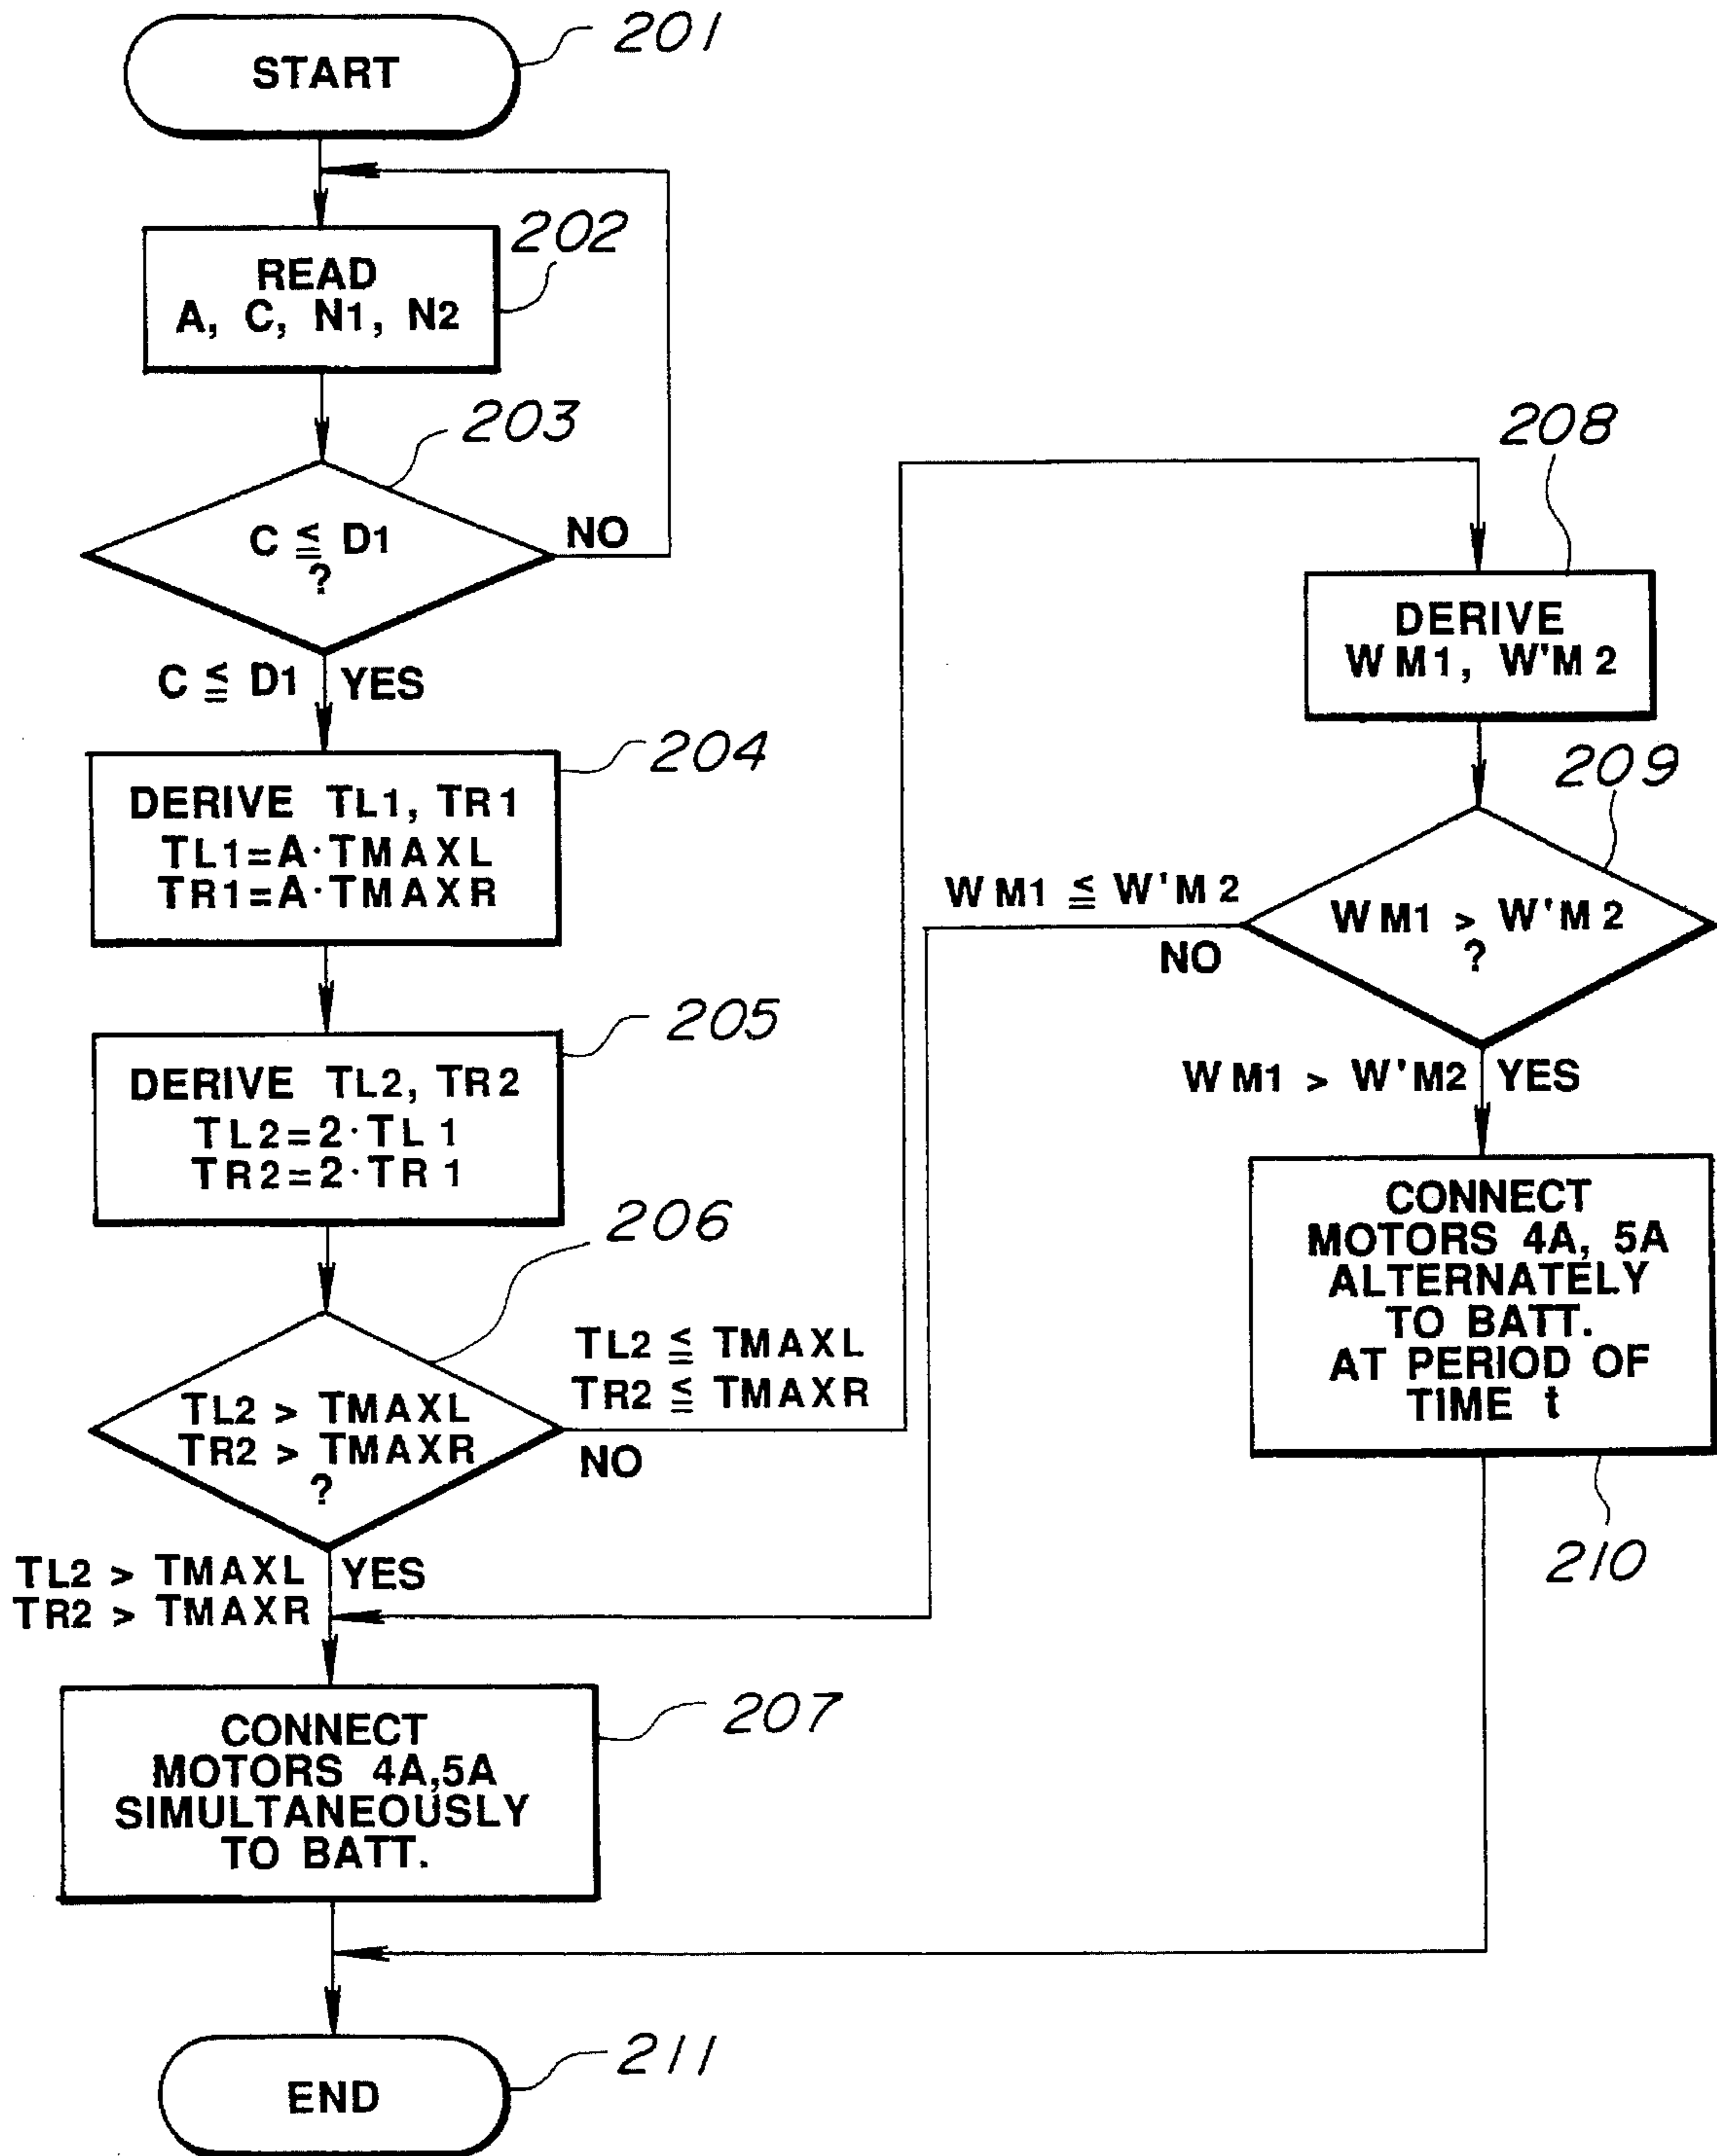 START
201
READ
A, C, N1, N2
202
C ≦ D1
?
203
NO
C ≦ D1 YES
DERIVE TL1, TR1
TL1=A·TMAXL
TR1=A·TMAXR
204
DERIVE TL2, TR2
TL2=2·TL1
TR2=2·TR1
205
TL2 > TMAXL
TR2 > TMAXR
?
206
TL2 ≦ TMAXL
TR2 ≦ TMAXR
NO
TL2 > TMAXL YES
TR2 > TMAXR
CONNECT
MOTORS 4A,5A
SIMULTANEOUSLY
TO BATT.
207
DERIVE
WM1, W'M2
208
WM1 > W'M2
?
209
WM1 ≦ W'M2
NO
WM1 > W'M2 YES
CONNECT
MOTORS 4A, 5A
ALTERNATELY
TO BATT.
AT PERIOD OF
TIME t
210
END
211